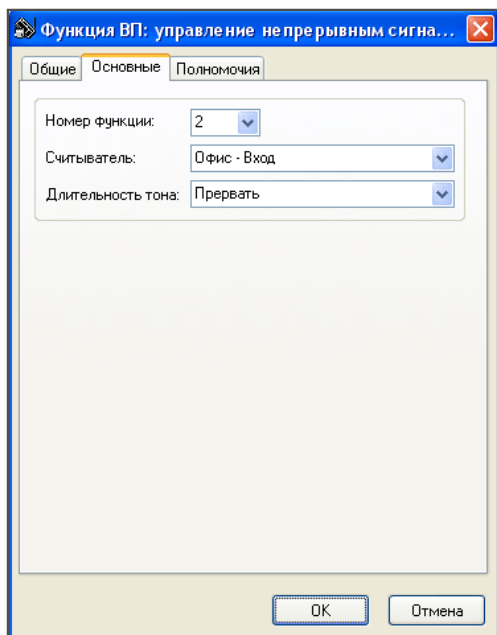 Функция ВП: управление непрерывным сигна...
Общие Основные Полномочия
Номер функции: 2
Считыватель: Офис - Вход
Длительность тона: Прервать
OK Отмена